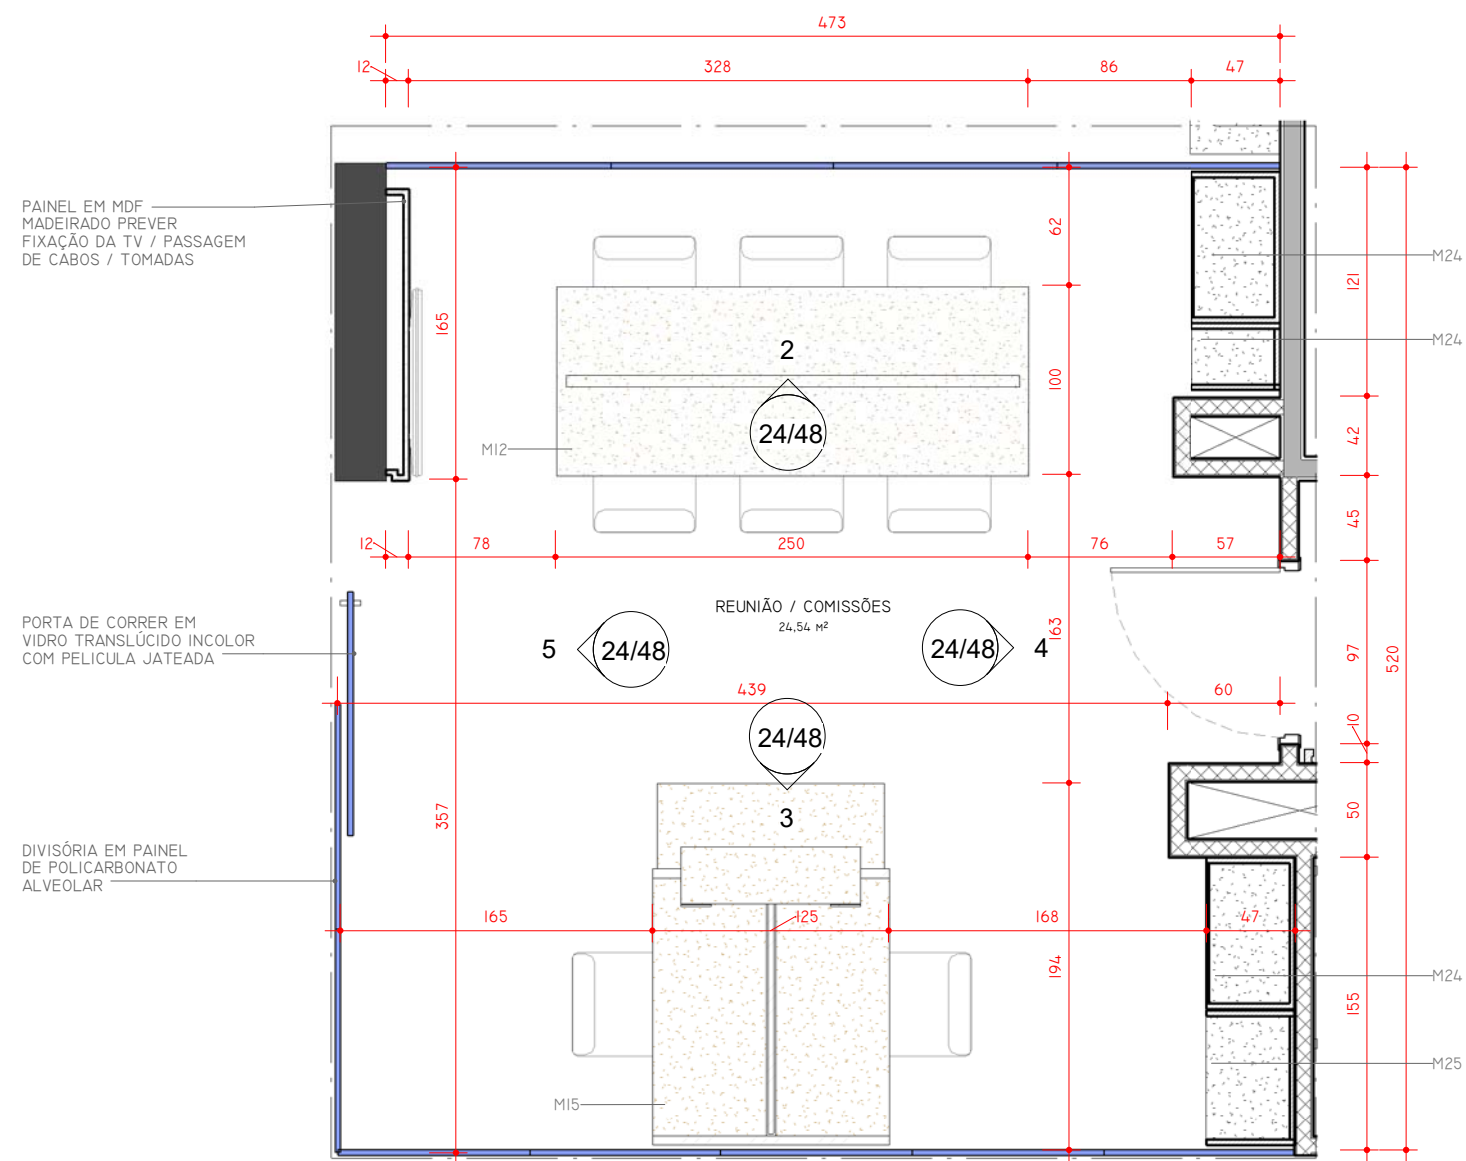 473
12
328
86
47
PAINEL EM MDF
MADEIRADO PREVER
FIXAÇÃO DA TV / PASSAGEM
DE CABOS / TOMADAS
62
M24
121
165
M24
2
100
24/48
42
M12
45
12
78
250
76
57
REUNIÃO / COMISSÕES
24,54 M²
163
PORTA DE CORRER EM
VIDRO TRANSLÚCIDO INCOLOR
COM PELICULA JATEADA
5
24/48
24/48
4
97
520
439
60
10
24/48
3
357
50
DIVISÓRIA EM PAINEL
DE POLICARBONATO
ALVEOLAR
165
125
168
47
194
M24
155
M25
M15